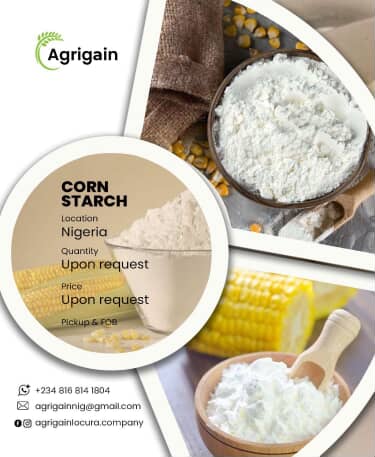 Agrigain
CORN
STARCH
Location
Nigeria
Quantity
Upon request
Price
Upon request
Pickup & FOB
+234 816 814 1804
agrigainnig@gmail.com
agrigainlocura.company